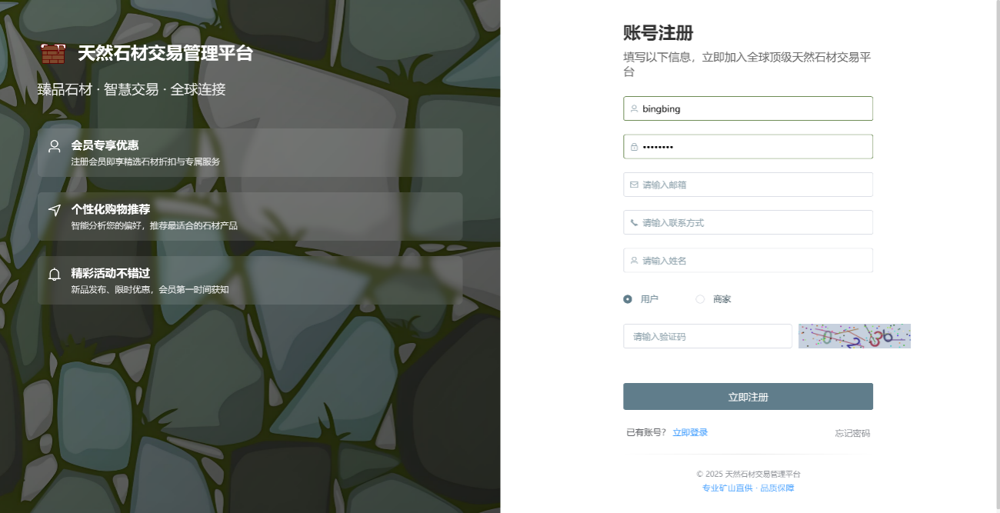 天然石材交易管理平台
臻品石材 · 智慧交易 · 全球连接
会员专享优惠
注册会员即享精选石材折扣与专属服务
个性化购物推荐
智能分析您的偏好，推荐最适合的石材产品
精彩活动不错过
新品发布、限时优惠，会员第一时间获知
账号注册
填写以下信息，立即加入全球顶级天然石材交易平
台
bingbing
••••••••
请输入邮箱
请输入联系方式
请输入姓名
用户 商家
请输入验证码
立即注册
已有账号？ 立即登录 忘记密码
© 2025 天然石材交易管理平台
专业矿山直供 · 品质保障